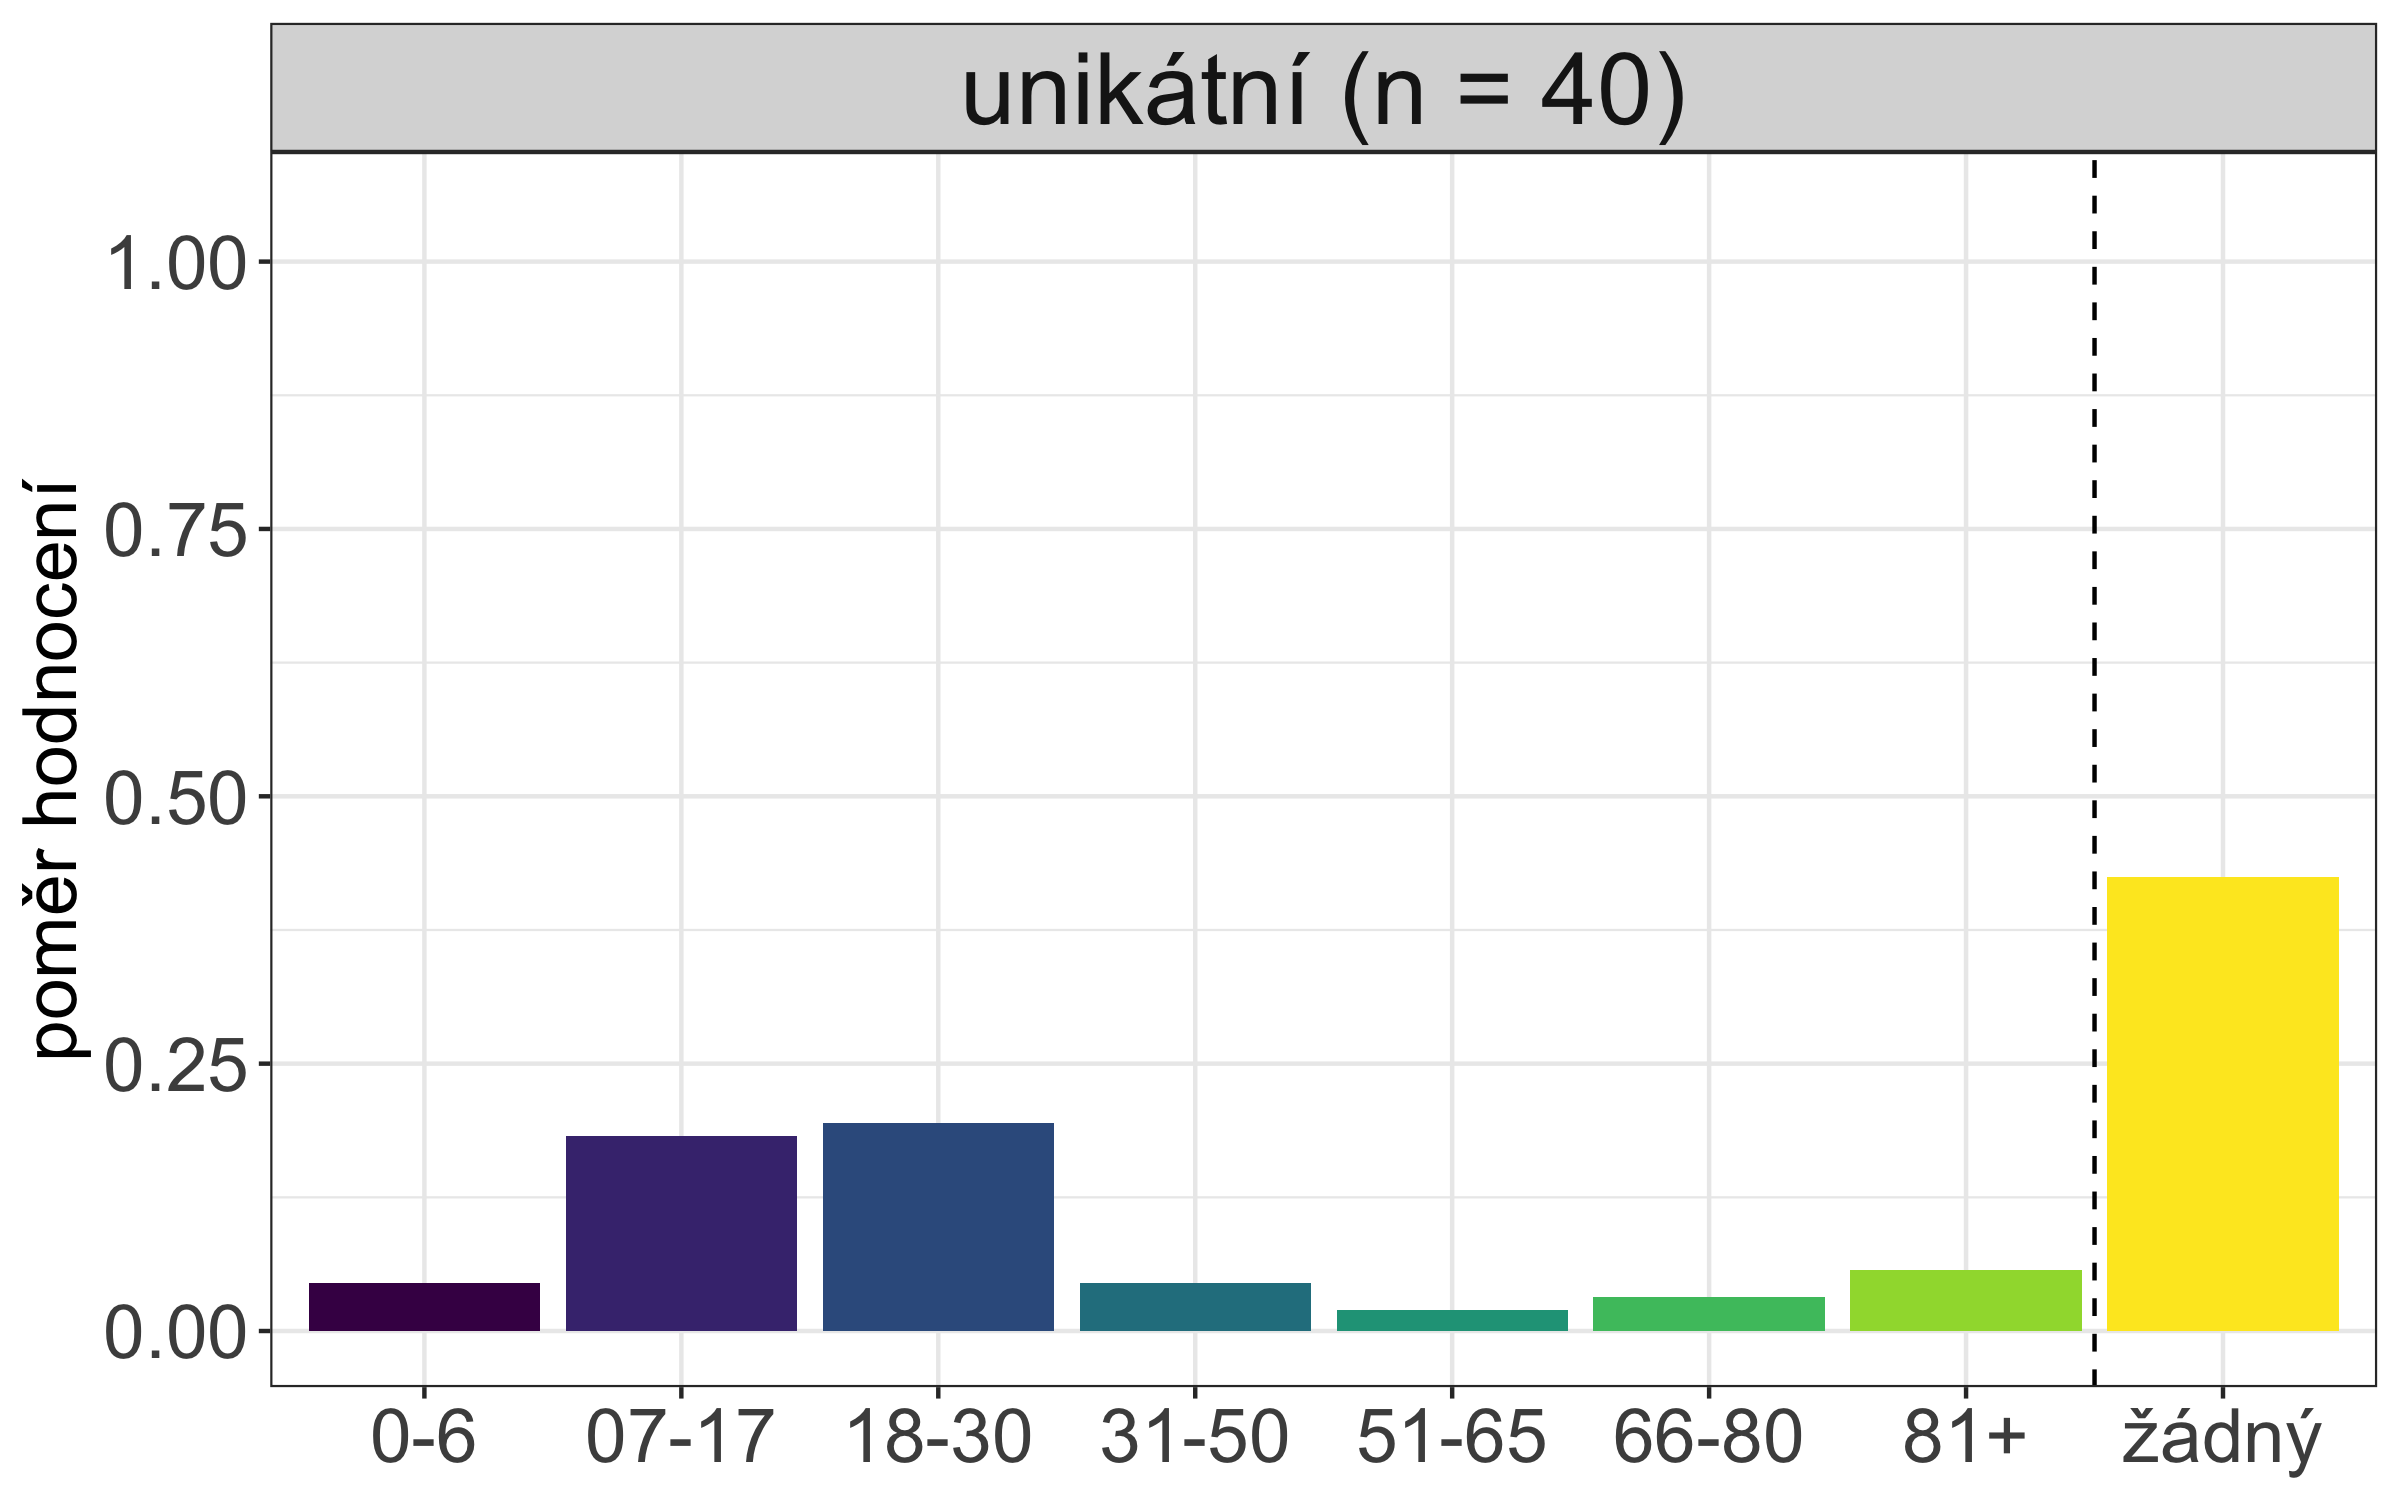 unikátní (n = 40)
poměr hodnocení
1.00
0.75
0.50
0.25
0.00
0-6 07-17 18-30 31-50 51-65 66-80 81+ žádný